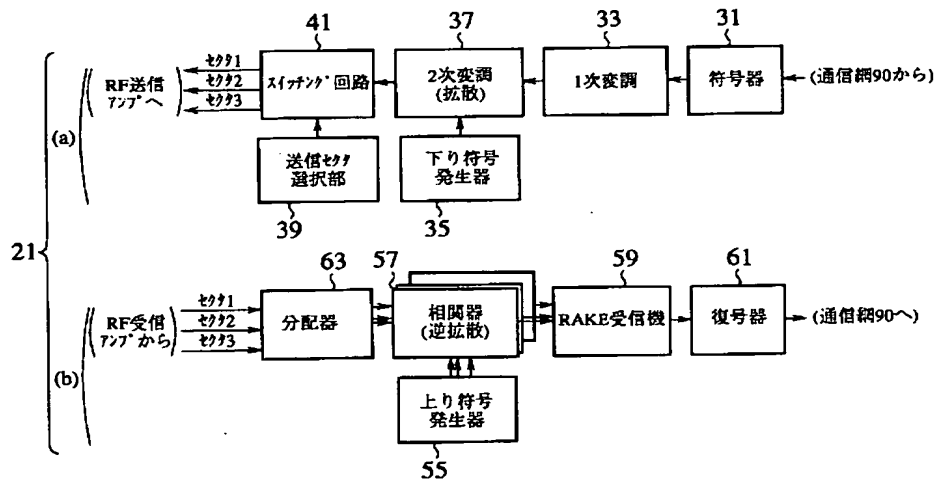 41
37
33
31
セクタ1
セクタ2
セクタ3
RF送信
アンプへ
スイッチング回路
2次変調
(拡散)
1次変調
符号器
(通信網90から)
(a)
送信セクタ
選択部
下り符号
発生器
39
35
21
63
57
59
61
セクタ1
セクタ2
セクタ3
RF受信
アンプから
分配器
相関器
(逆拡散)
RAKE受信機
復号器
(通信網90へ)
(b)
上り符号
発生器
55